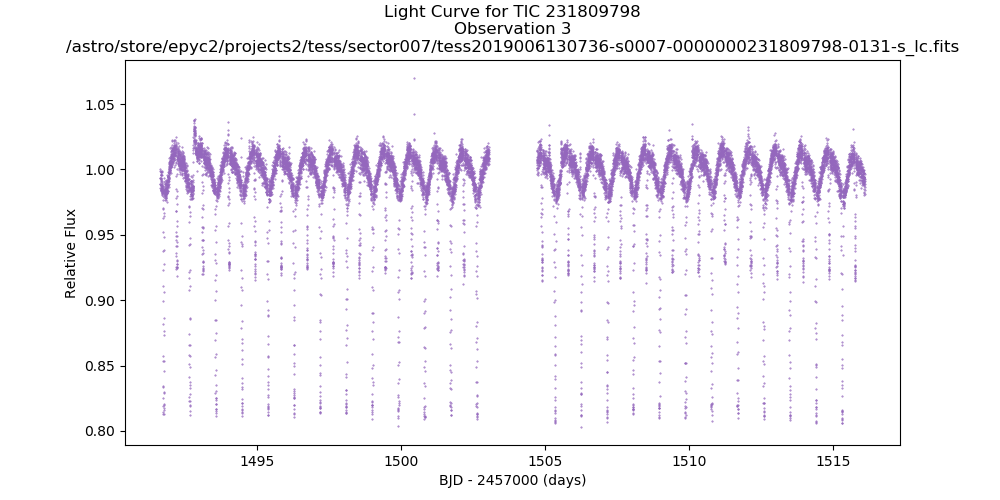 Light Curve for TIC 231809798
Observation 3
/astro/store/epyc2/projects2/tess/sector007/tess2019006130736-s0007-0000000231809798-0131-s_lc.fits
Relative Flux
1.05
1.00
0.95
0.90
0.85
0.80
1495
1500
1505
1510
1515
BJD - 2457000 (days)